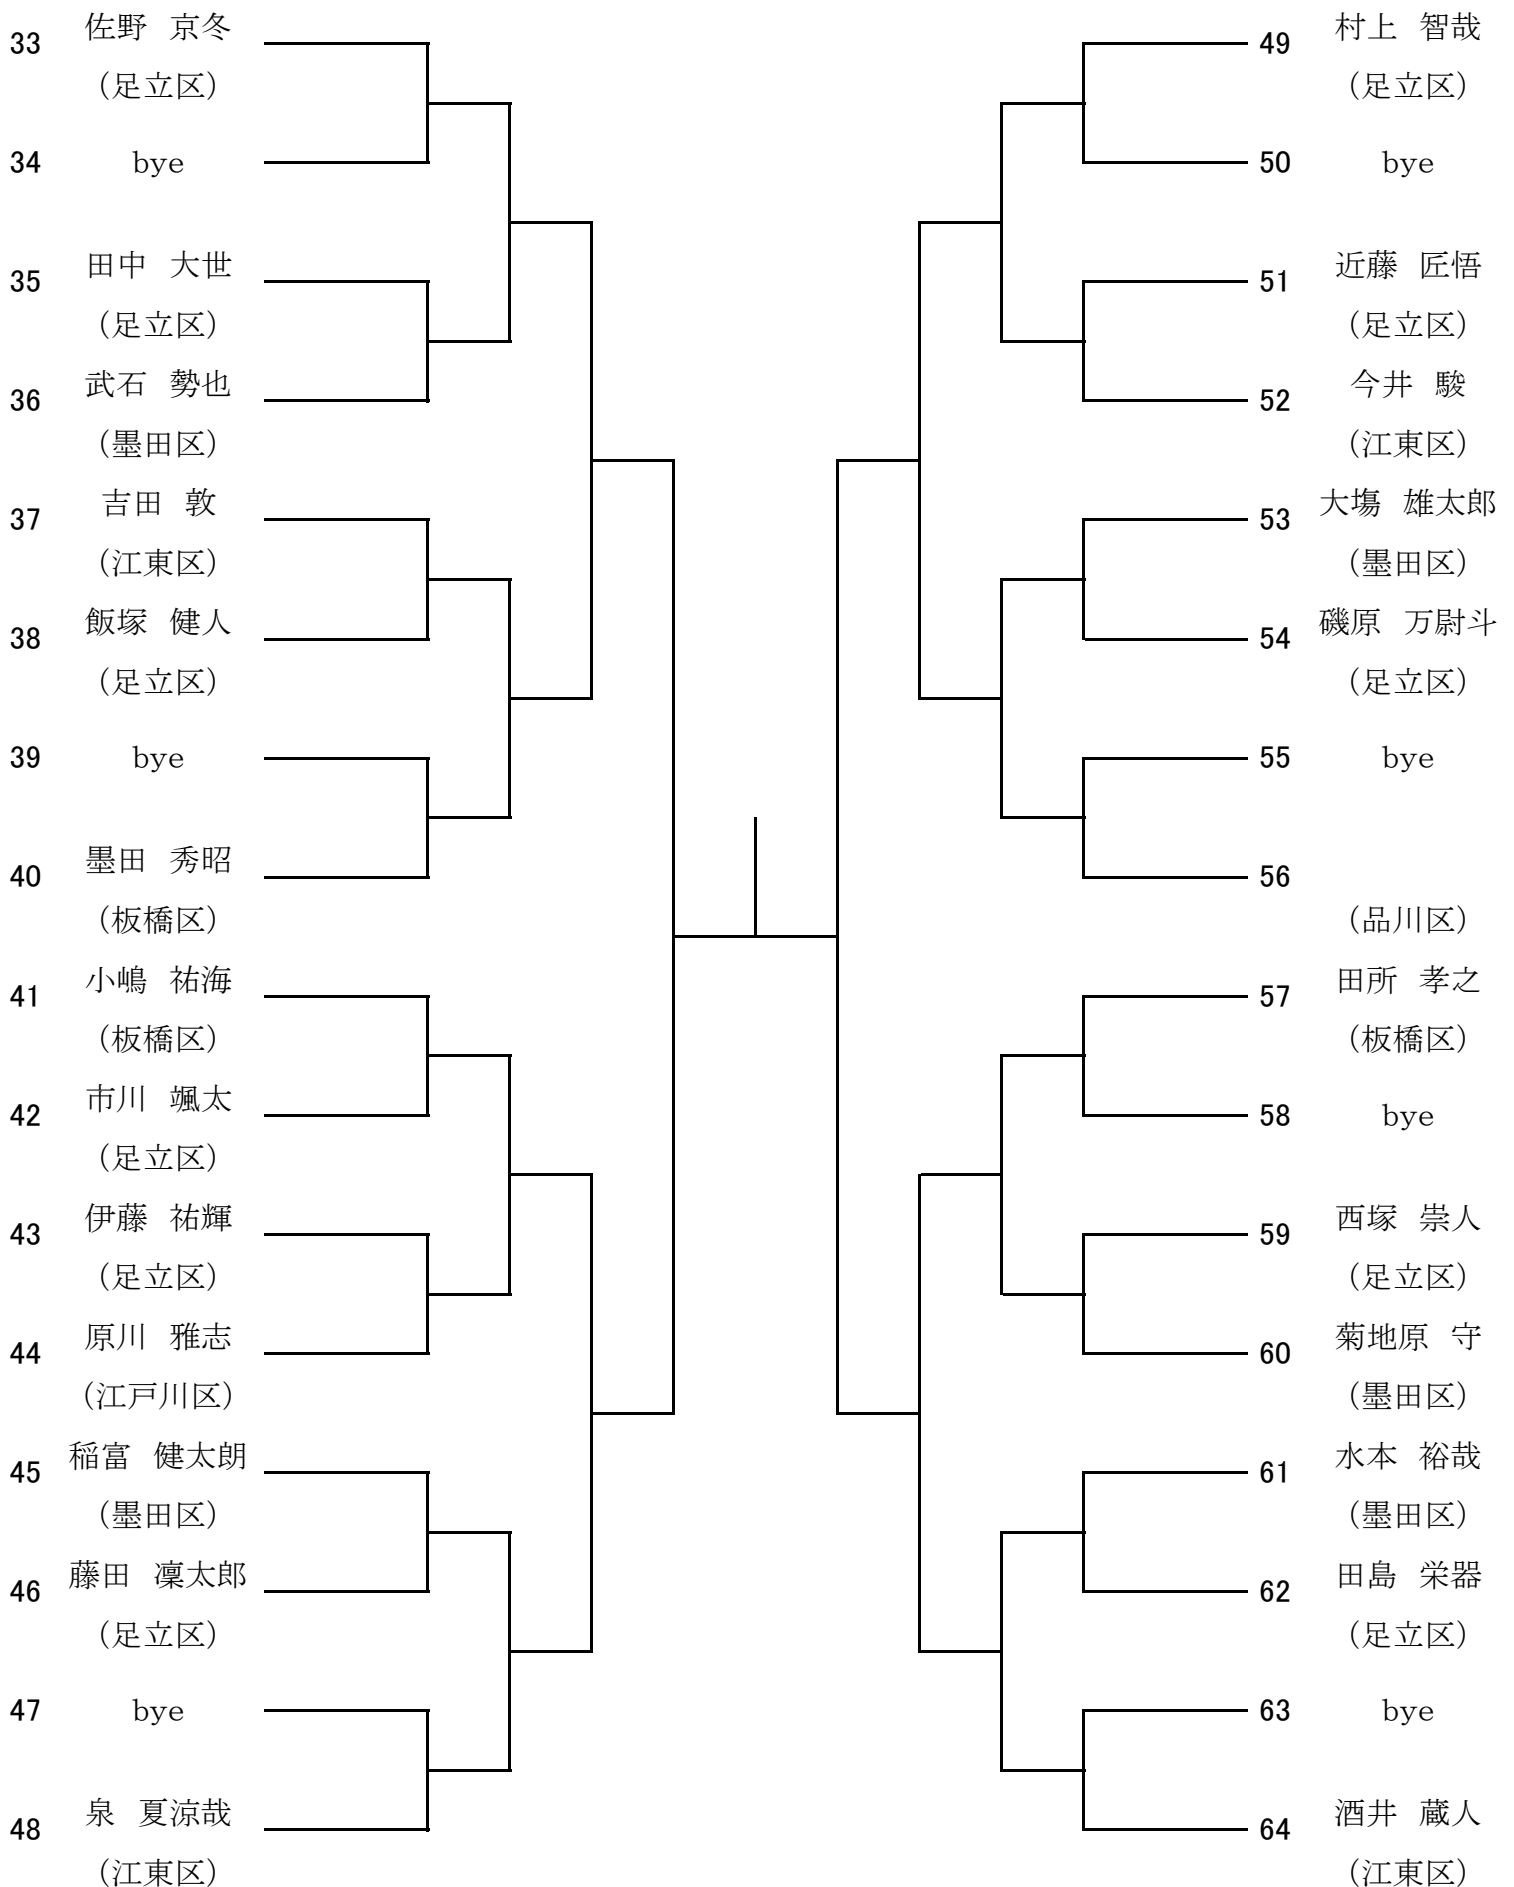 33 佐野 京冬
(足立区)
34 bye
35 田中 大世
(足立区)
36 武石 勢也
(墨田区)
37 吉田 敦
(江東区)
38 飯塚 健人
(足立区)
39 bye
40 墨田 秀昭
(板橋区)
41 小嶋 祐海
(板橋区)
42 市川 颯太
(足立区)
43 伊藤 祐輝
(足立区)
44 原川 雅志
(江戸川区)
45 稲富 健太朗
(墨田区)
46 藤田 凜太郎
(足立区)
47 bye
48 泉 夏涼哉
(江東区)
49 村上 智哉
(足立区)
50 bye
51 近藤 匠悟
(足立区)
52 今井 駿
(江東区)
53 大塲 雄太郎
(墨田区)
54 磯原 万尉斗
(足立区)
55 bye
56
(品川区)
57 田所 孝之
(板橋区)
58 bye
59 西塚 崇人
(足立区)
60 菊地原 守
(墨田区)
61 水本 裕哉
(墨田区)
62 田島 栄器
(足立区)
63 bye
64 酒井 蔵人
(江東区)